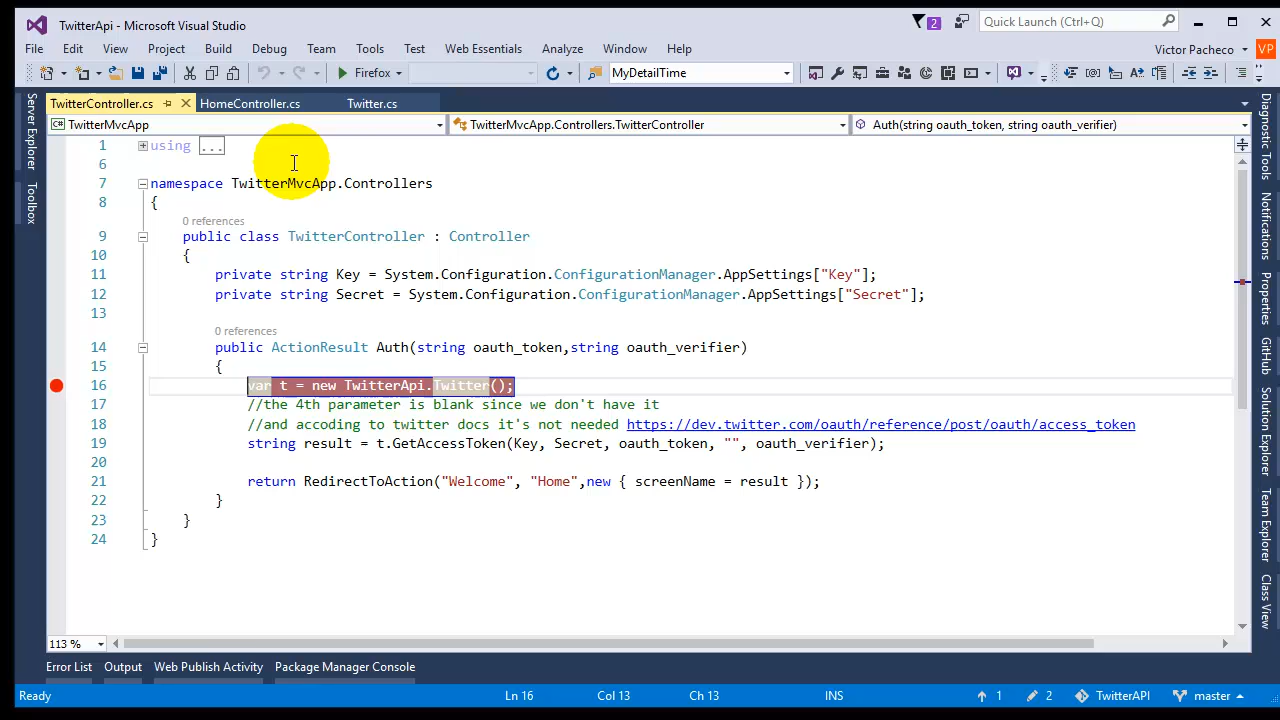 TwitterApi - Microsoft Visual Studio
2
Quick Launch (Ctrl+Q)
File Edit View Project Build Debug Team Tools Test Web Essentials Analyze Window Help
Victor Pacheco VP
Firefox MyDetailTime
TwitterController.cs HomeController.cs Twitter.cs
TwitterMvcApp TwitterMvcApp.Controllers.TwitterController Auth(string oauth_token, string oauth_verifier)
Server Explorer
Toolbox
1 using ...
6
7 namespace TwitterMvcApp.Controllers
8 {
0 references
9 public class TwitterController : Controller
10 {
11 private string Key = System.Configuration.ConfigurationManager.AppSettings["Key"];
12 private string Secret = System.Configuration.ConfigurationManager.AppSettings["Secret"];
13
0 references
14 public ActionResult Auth(string oauth_token,string oauth_verifier)
15 {
16 var t = new TwitterApi.Twitter();
17 //the 4th parameter is blank since we don't have it
18 //and accoding to twitter docs it's not needed https://dev.twitter.com/oauth/reference/post/oauth/access_token
19 string result = t.GetAccessToken(Key, Secret, oauth_token, "", oauth_verifier);
20
21 return RedirectToAction("Welcome", "Home",new { screenName = result });
22 }
23 }
24 }
Diagnostic Tools
Notifications
Properties
GitHub
Solution Explorer
Team Explorer
Class View
113 %
Error List Output Web Publish Activity Package Manager Console
Ready Ln 16 Col 13 Ch 13 INS 1 2 TwitterAPI master